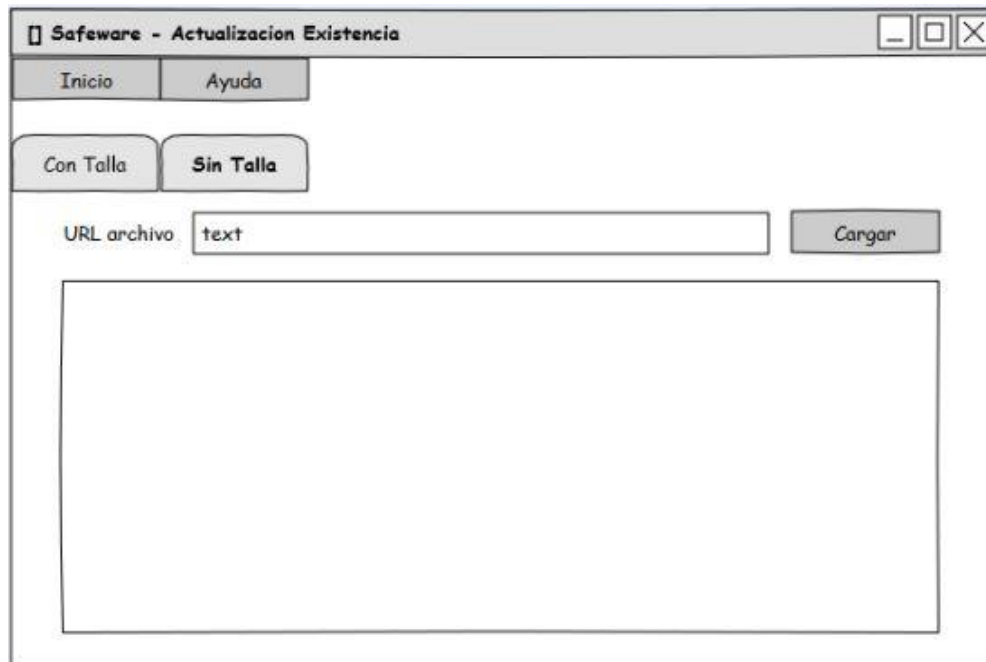 [] Safeware - Actualizacion Existencia
Inicio Ayuda
Con Talla Sin Talla
URL archivo text Cargar